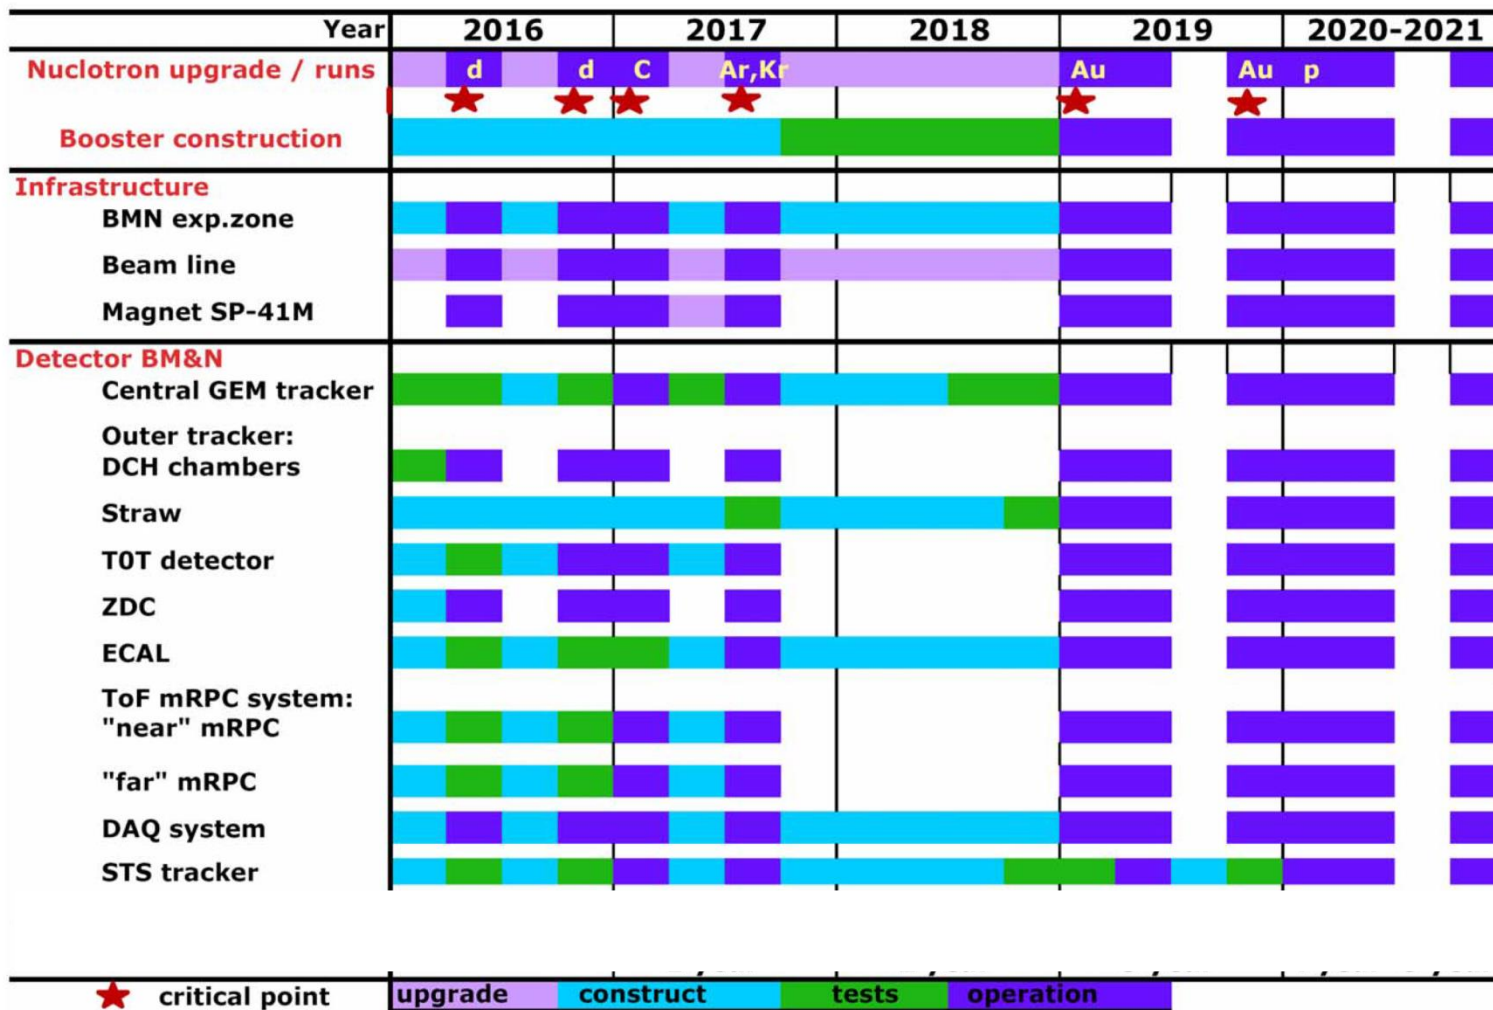 Year 2016 2017 2018 2019 2020-2021
Nuclotron upgrade / runs d d C Ar,Kr Au Au p
Booster construction
Infrastructure
BMN exp.zone
Beam line
Magnet SP-41M
Detector BM&N
Central GEM tracker
Outer tracker:
DCH chambers
Straw
T0T detector
ZDC
ECAL
ToF mRPC system:
"near" mRPC
"far" mRPC
DAQ system
STS tracker
critical point upgrade construct tests operation